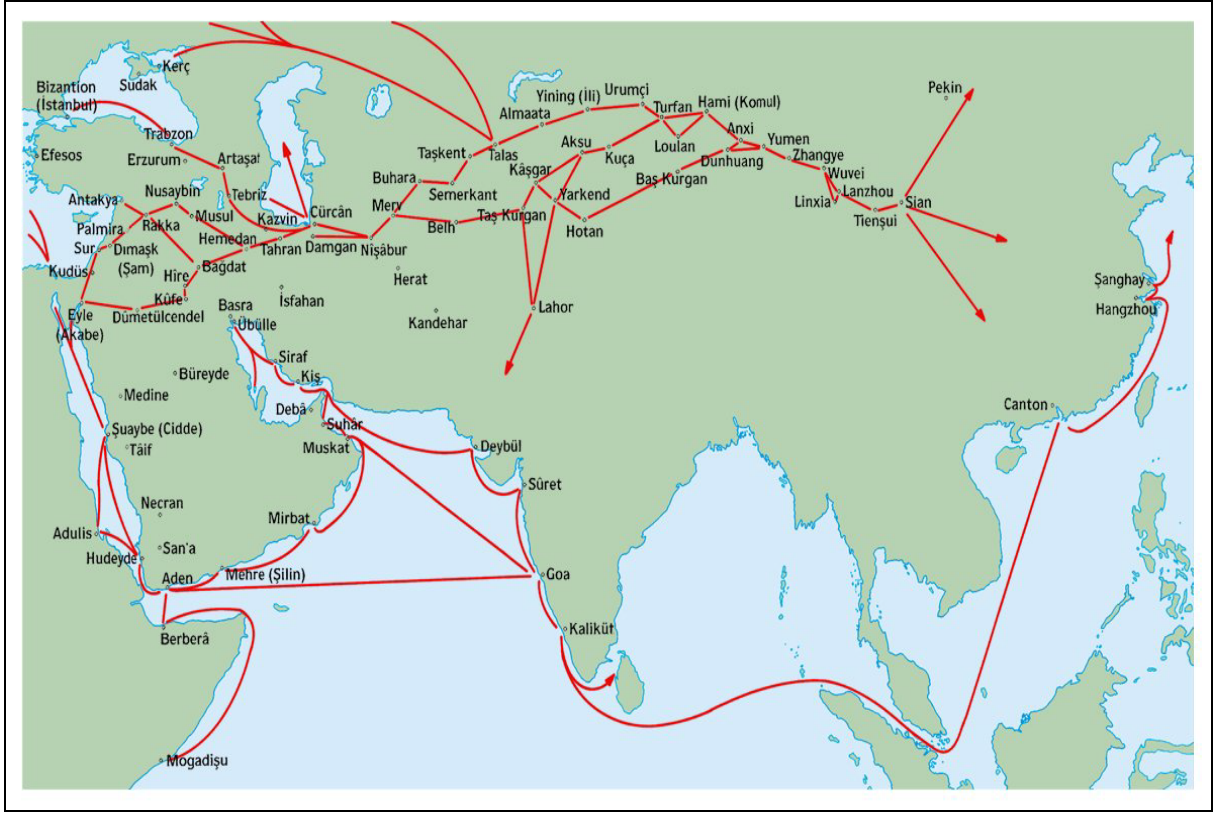 Kerç
Sudak
Bizantion
(İstanbul)
Pekin
Yining (İli)
Urumçi
Hami (Komul)
Turfan
Almaata
Trabzon
Efesos
Erzurum
Artaşat
Taşkent
Talas
Aksu
Kuça
Loulan
Anxi
Yumen
Dunhuang
Zhangye
Wuvei
Buhara
Semerkant
Kâşgar
Baş Kurgan
Lanzhou
Linxia
Sian
Tienşui
Antakya
Nusaybin
Tebriz
Musul
Rakka
Kazvin
Cürcân
Merv
Belh
Taş Kurgan
Yarkend
Hotan
Palmira
Hemedan
Tahran
Damgan
Nîşâbur
Sur
Dımaşk
(Şam)
Kudüs
Hîre
Bağdat
Herat
Kûfe
İsfahan
Kandehar
Lahor
Şanghay
Hangzhou
Eyle
(Akabe)
Dûmetülcendel
Basra
Übülle
Siraf
Kiş
Büreyde
Medine
Debâ
Suhâr
Muskat
Canton
Şuaybe (Cidde)
Tâif
Deybül
Sûret
Necran
Mirbat
Adulis
San'a
Hudeyde
Aden
Mehre (Şilin)
Goa
Berberâ
Kaliküt
Mogadişu